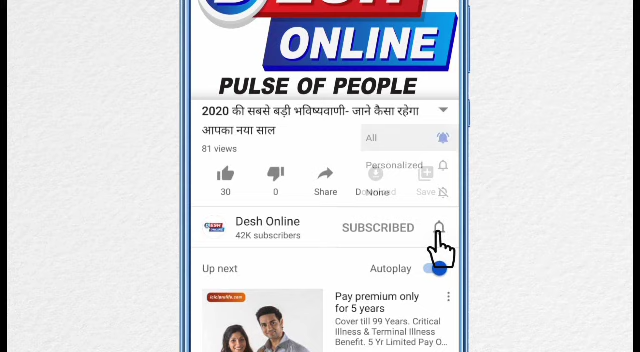 DESH
ONLINE
PULSE OF PEOPLE
2020 की सबसे बड़ी भविष्यवाणी- जाने कैसा रहेगा
आपका नया साल
81 views
All
Personalized
None
30
0
Share
Save
Desh Online
42K subscribers
SUBSCRIBED
Up next
Autoplay
Pay premium only
for 5 years
Cover till 99 Years. Critical
Illness & Terminal Illness
Benefit. 5 Yr Limited Pay O...